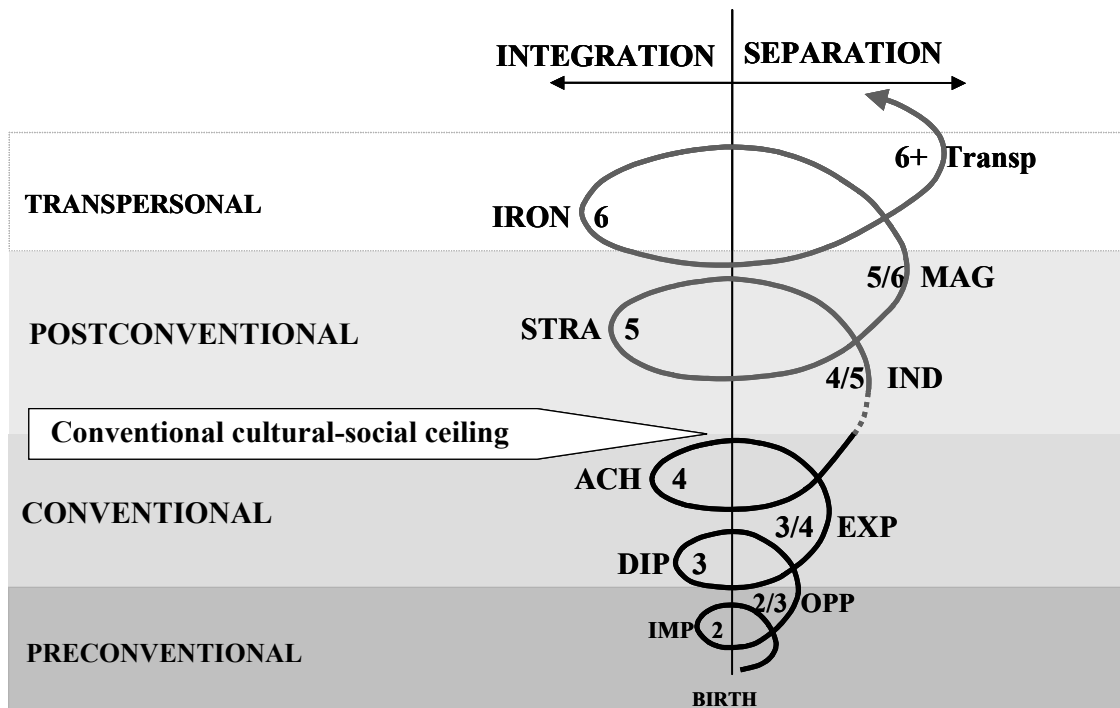 INTEGRATION SEPARATION
6+ Transp
TRANSPERSONAL
IRON 6
5/6 MAG
POSTCONVENTIONAL
STRA 5
4/5 IND
Conventional cultural-social ceiling
ACH 4
CONVENTIONAL
3/4 EXP
DIP 3
2/3 OPP
IMP 2
PRECONVENTIONAL
BIRTH